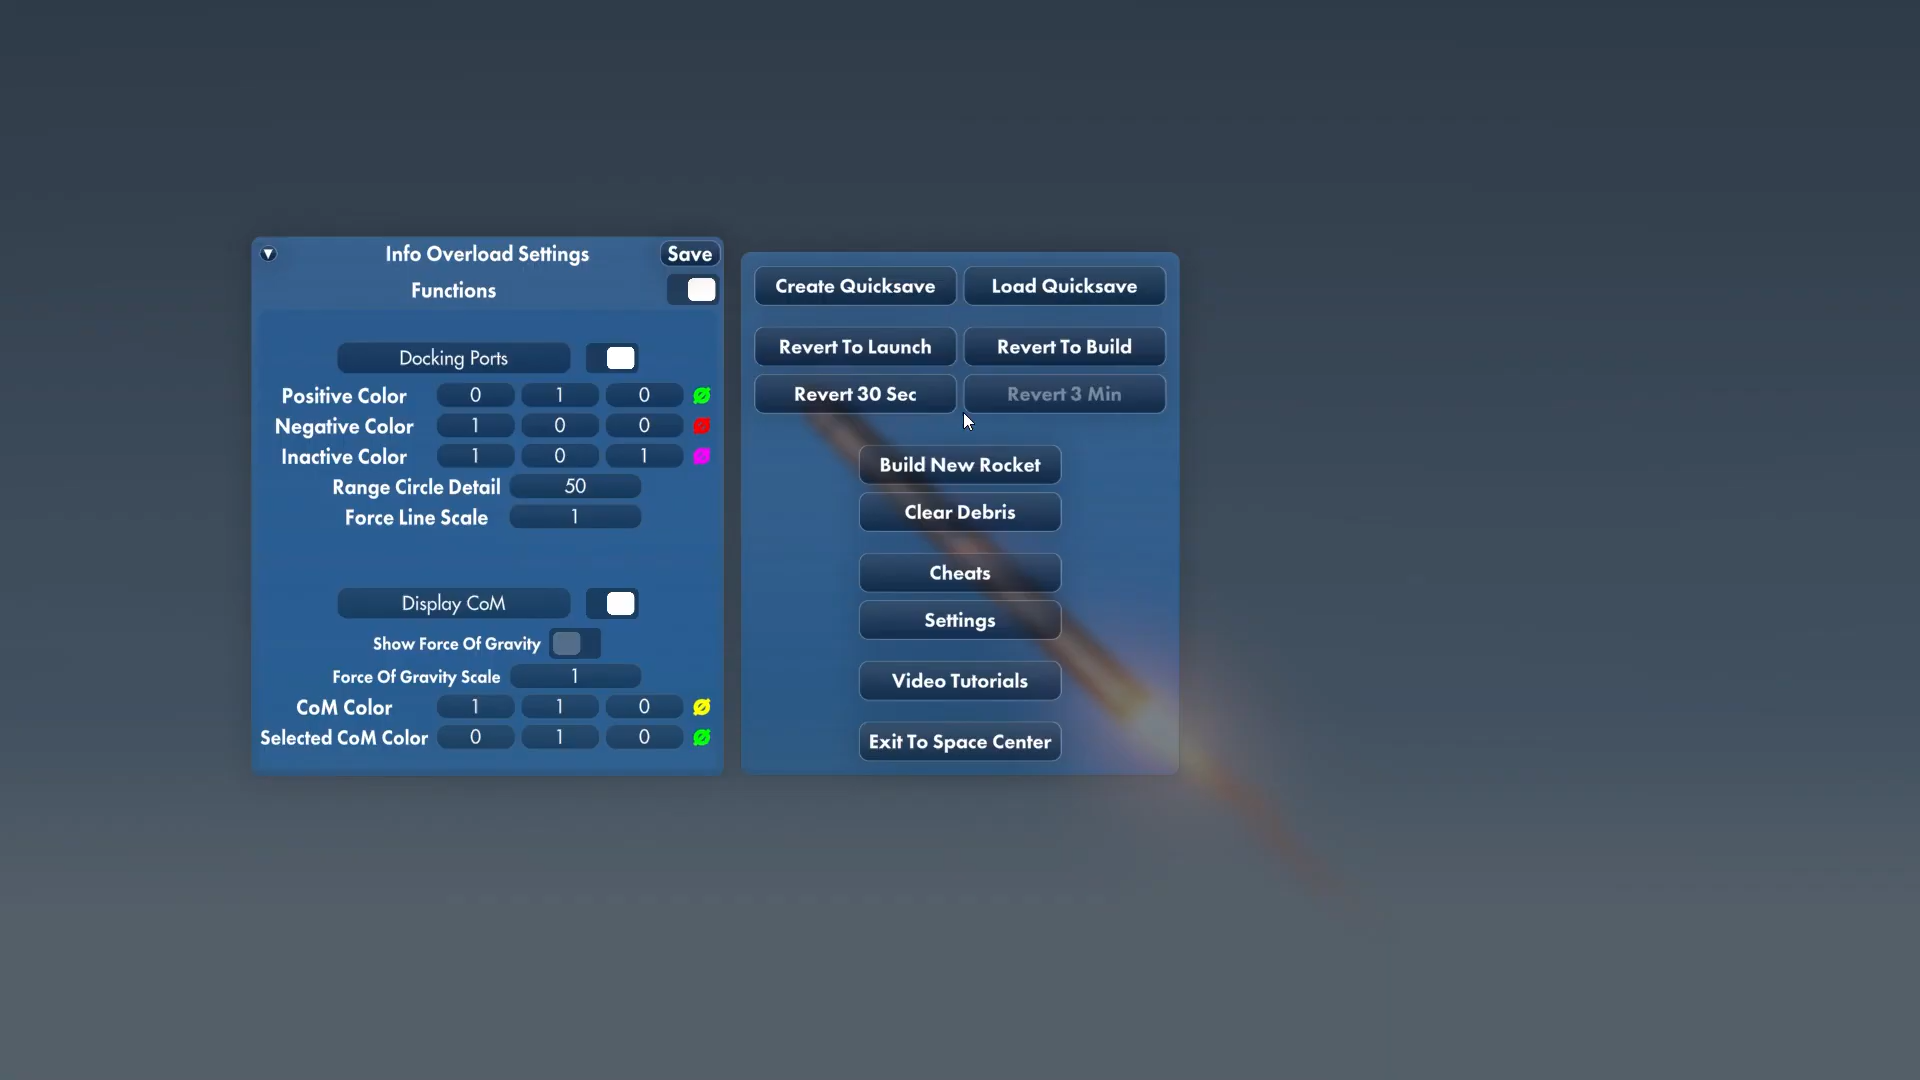 Info Overload Settings
Save
Functions
Docking Ports
Positive Color 0 1 0
Negative Color 1 0 0
Inactive Color 1 0 1
Range Circle Detail 50
Force Line Scale 1
Display CoM
Show Force Of Gravity
Force Of Gravity Scale 1
CoM Color 1 1 0
Selected CoM Color 0 1 0
Create Quicksave
Load Quicksave
Revert To Launch
Revert To Build
Revert 30 Sec
Revert 3 Min
Build New Rocket
Clear Debris
Cheats
Settings
Video Tutorials
Exit To Space Center